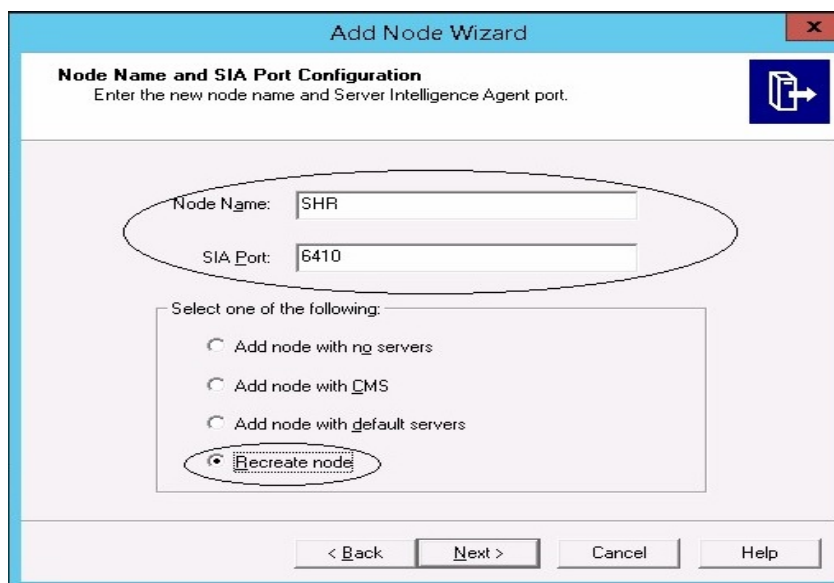 Add Node Wizard
x
Node Name and SIA Port Configuration
Enter the new node name and Server Intelligence Agent port.
Node Name: SHR
SIA Port: 6410
Select one of the following:
Add node with no servers
Add node with CMS
Add node with default servers
Recreate node
< Back Next > Cancel Help